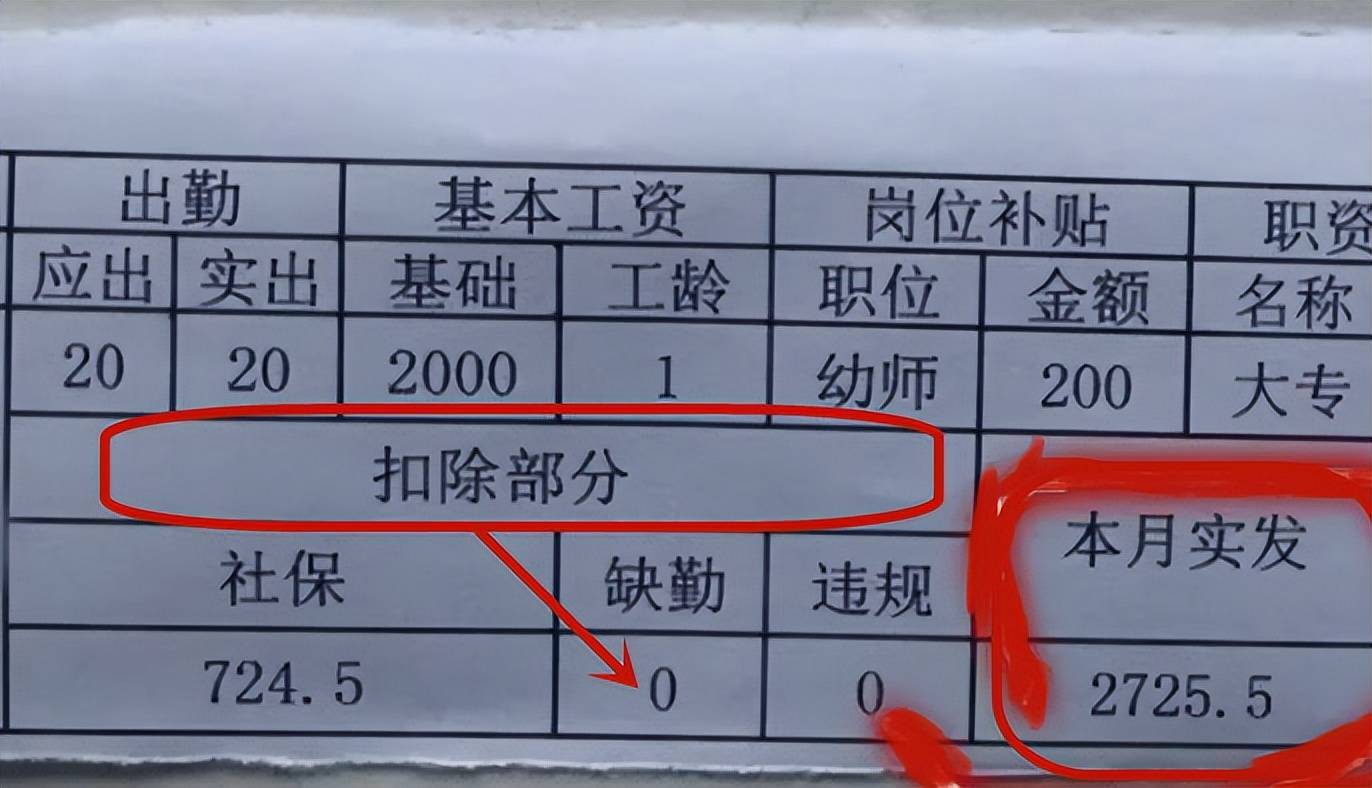 出勤 基本工资 岗位补贴 职资
应出 实出 基础 工龄 职位 金额 名称
20 20 2000 1 幼师 200 大专
扣除部分 本月实发
社保 缺勤 违规
724.5 0 0 2725.5